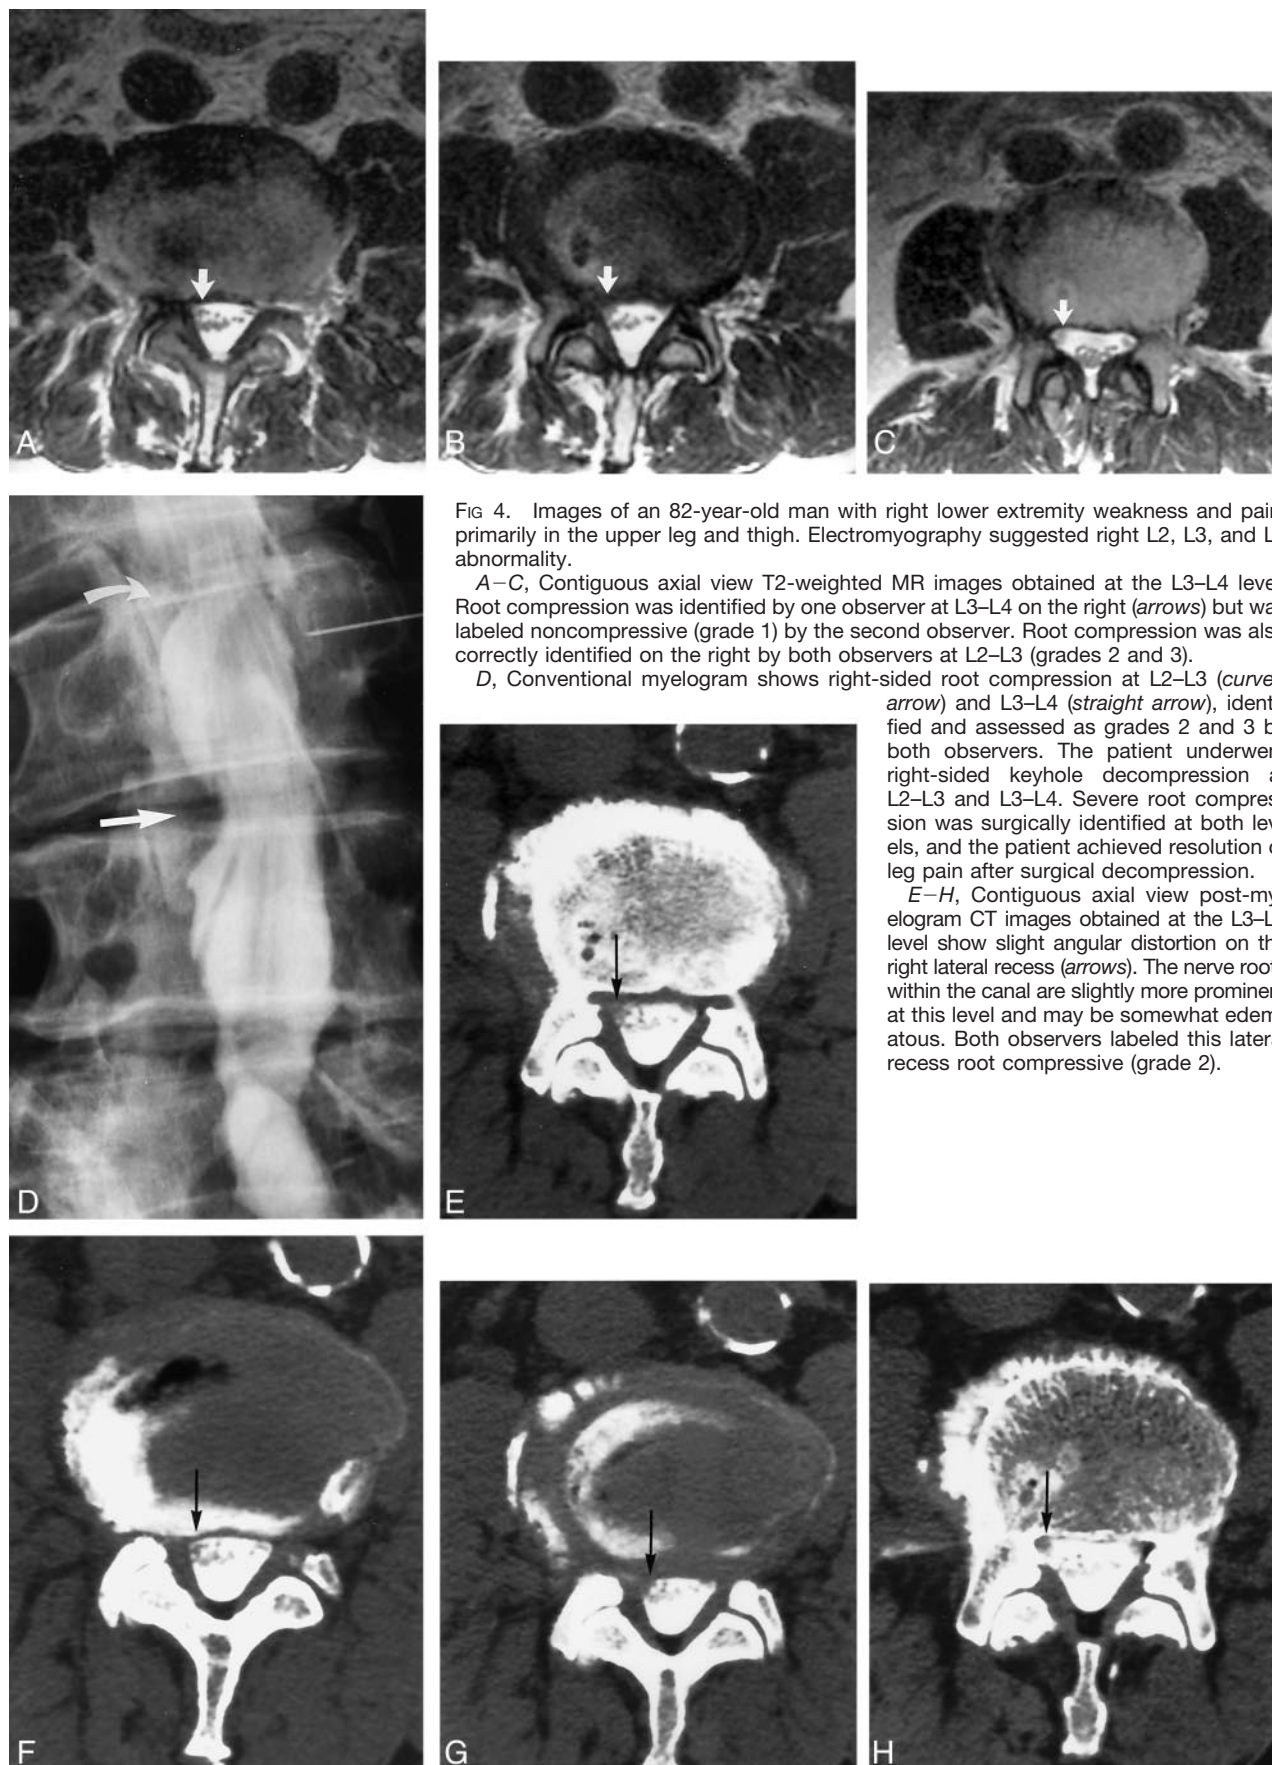 A
B
C
FIG 4. Images of an 82-year-old man with right lower extremity weakness and pain
primarily in the upper leg and thigh. Electromyography suggested right L2, L3, and L
abnormality.
A–C, Contiguous axial view T2-weighted MR images obtained at the L3–L4 leve
Root compression was identified by one observer at L3–L4 on the right (arrows) but wa
labeled noncompressive (grade 1) by the second observer. Root compression was als
correctly identified on the right by both observers at L2–L3 (grades 2 and 3).
D, Conventional myelogram shows right-sided root compression at L2–L3 (curve
arrow) and L3–L4 (straight arrow), identi
fied and assessed as grades 2 and 3 b
both observers. The patient underwen
right-sided keyhole decompression a
L2–L3 and L3–L4. Severe root compres
sion was surgically identified at both lev
els, and the patient achieved resolution o
leg pain after surgical decompression.
E–H, Contiguous axial view post-my
elogram CT images obtained at the L3–L
level show slight angular distortion on th
right lateral recess (arrows). The nerve root
within the canal are slightly more prominen
at this level and may be somewhat edem
atous. Both observers labeled this latera
recess root compressive (grade 2).
D
E
F
G
H